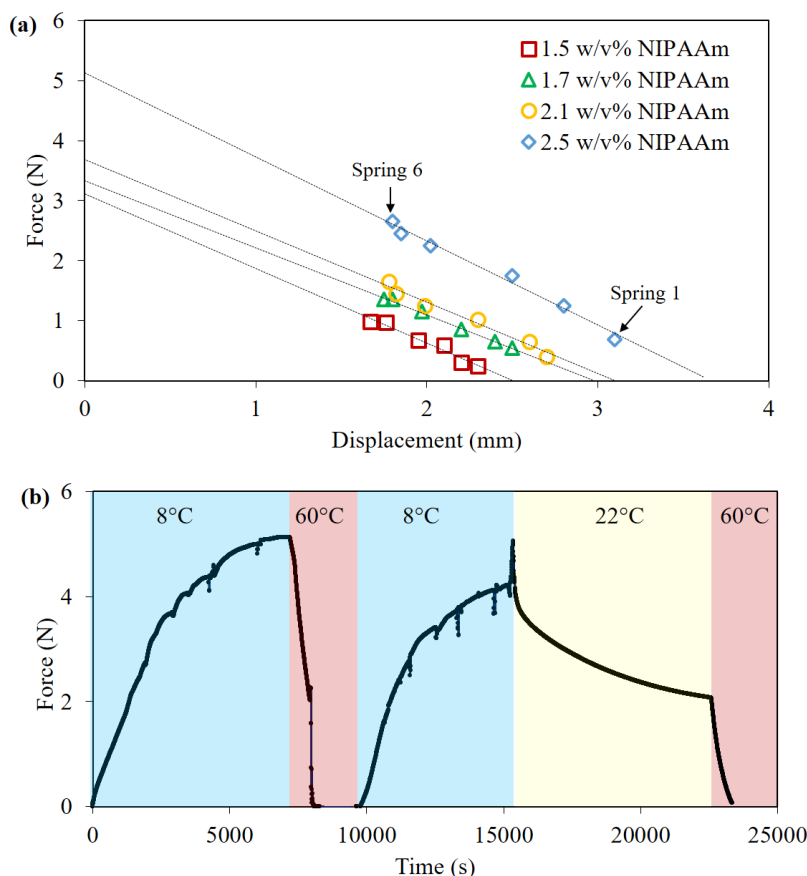 (a)
6
5
4
3
2
1
0
Force (N)
1.5 w/v% NIPAAm
1.7 w/v% NIPAAm
2.1 w/v% NIPAAm
2.5 w/v% NIPAAm
Spring 6
Spring 1
0 1 2 3 4
Displacement (mm)
(b)
6
4
2
0
Force (N)
8°C 60°C 8°C 22°C 60°C
0 5000 10000 15000 20000 25000
Time (s)